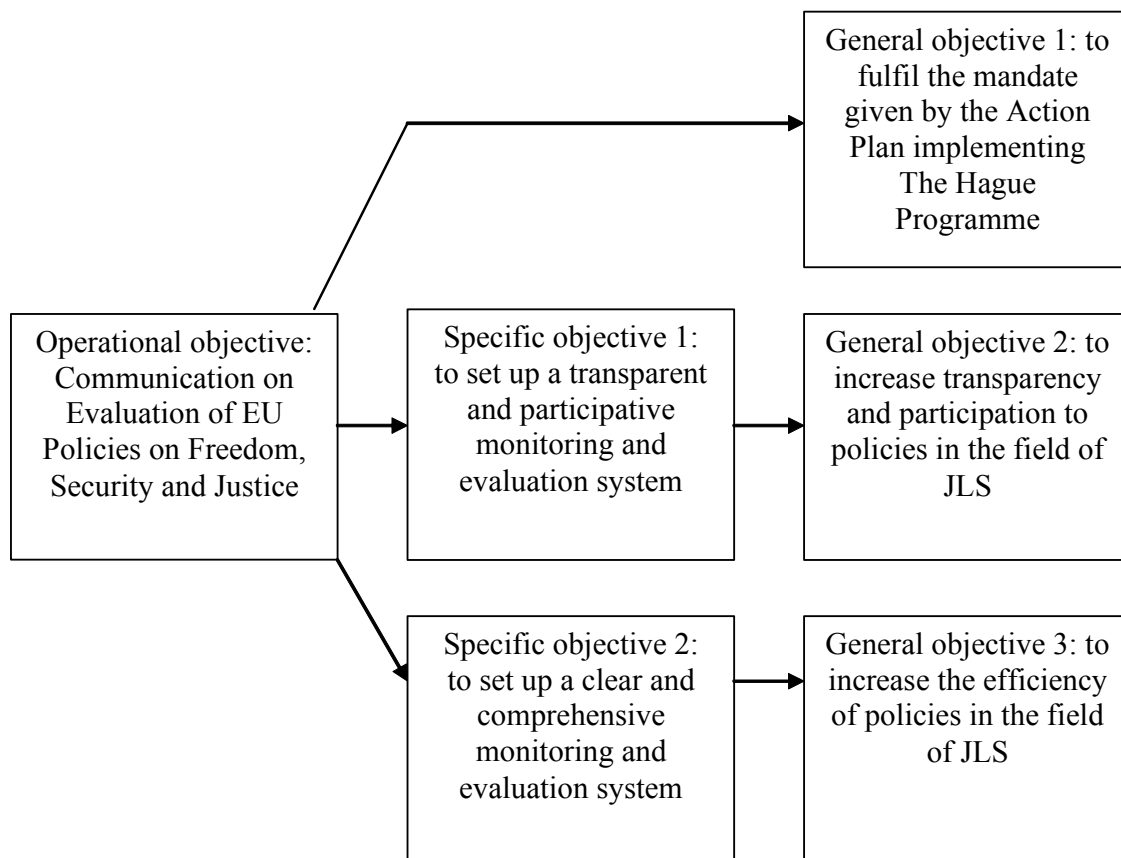 General objective 1: to
fulfil the mandate
given by the Action
Plan implementing
The Hague
Programme
Operational objective:
Communication on
Evaluation of EU
Policies on Freedom,
Security and Justice
Specific objective 1:
to set up a transparent
and participative
monitoring and
evaluation system
General objective 2: to
increase transparency
and participation to
policies in the field of
JLS
Specific objective 2:
to set up a clear and
comprehensive
monitoring and
evaluation system
General objective 3: to
increase the efficiency
of policies in the field
of JLS